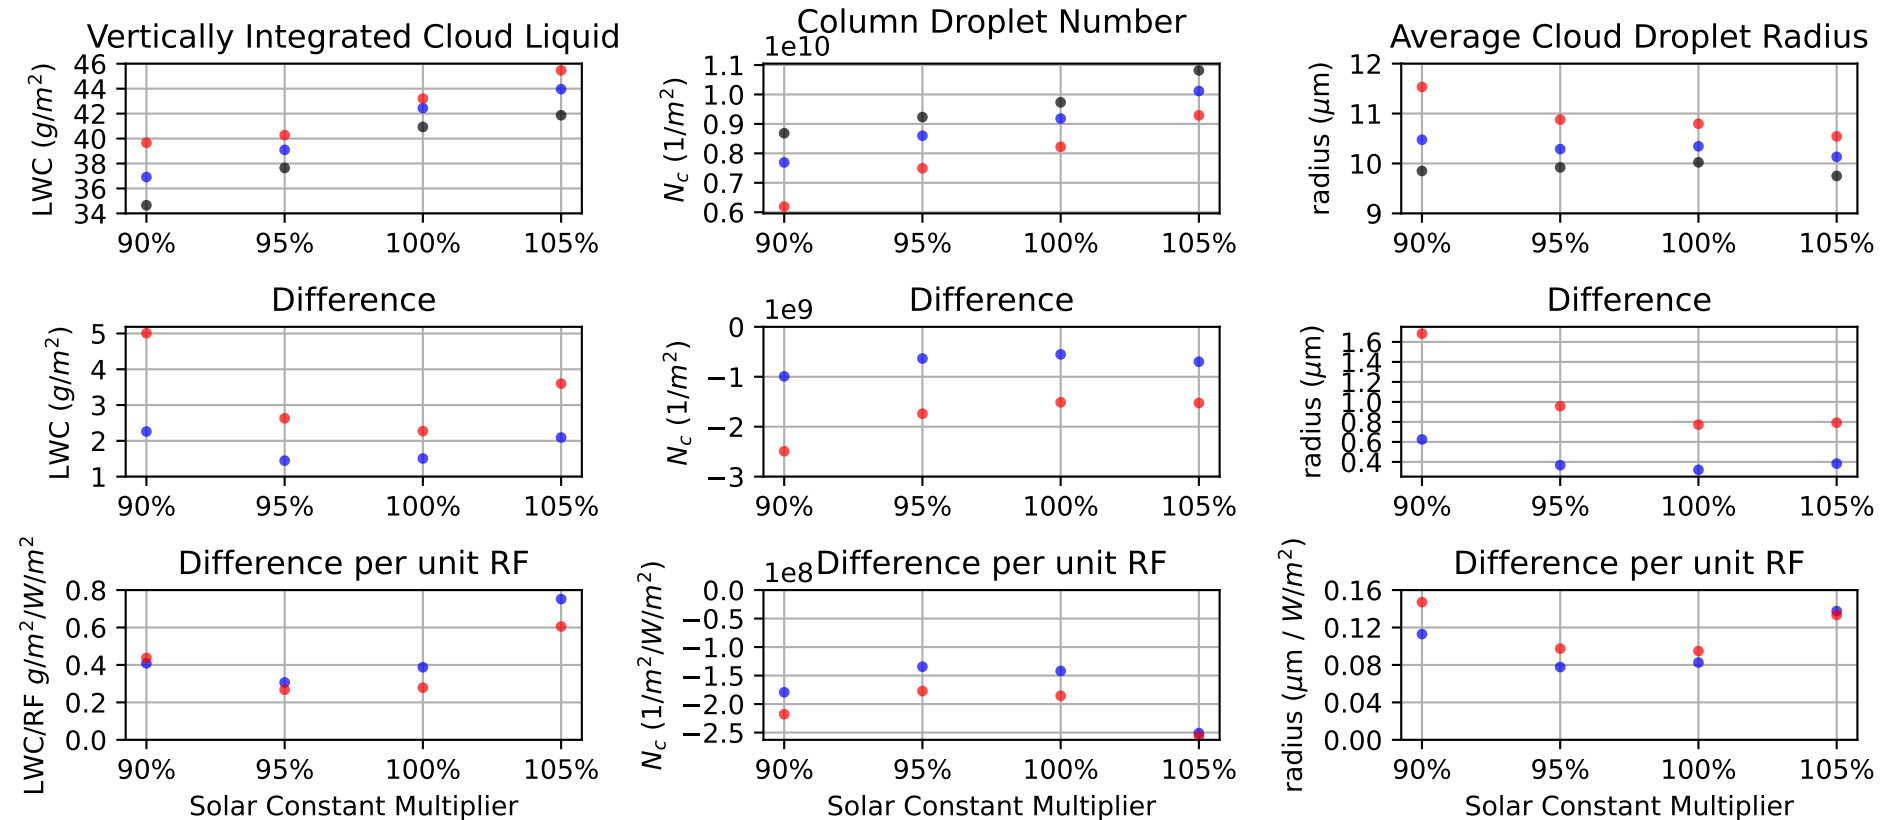 Vertically Integrated Cloud Liquid
LWC (g/m²)
46
44
42
40
38
36
34
90% 95% 100% 105%
Column Droplet Number
1e10
N_c (1/m²)
1.1
1.0
0.9
0.8
0.7
0.6
90% 95% 100% 105%
Average Cloud Droplet Radius
radius (μm)
12
11
10
9
90% 95% 100% 105%
Difference
LWC (g/m²)
5
4
3
2
1
90% 95% 100% 105%
Difference
1e9
N_c (1/m²)
0
−1
−2
−3
90% 95% 100% 105%
Difference
radius (μm)
1.6
1.4
1.2
1.0
0.8
0.6
0.4
90% 95% 100% 105%
Difference per unit RF
LWC/RF g/m²/W/m²
0.8
0.6
0.4
0.2
0.0
90% 95% 100% 105%
Solar Constant Multiplier
Difference per unit RF
1e8
N_c (1/m²/W/m²)
0.0
−0.5
−1.0
−1.5
−2.0
−2.5
90% 95% 100% 105%
Solar Constant Multiplier
Difference per unit RF
radius (μm / W/m²)
0.16
0.12
0.08
0.04
0.00
90% 95% 100% 105%
Solar Constant Multiplier